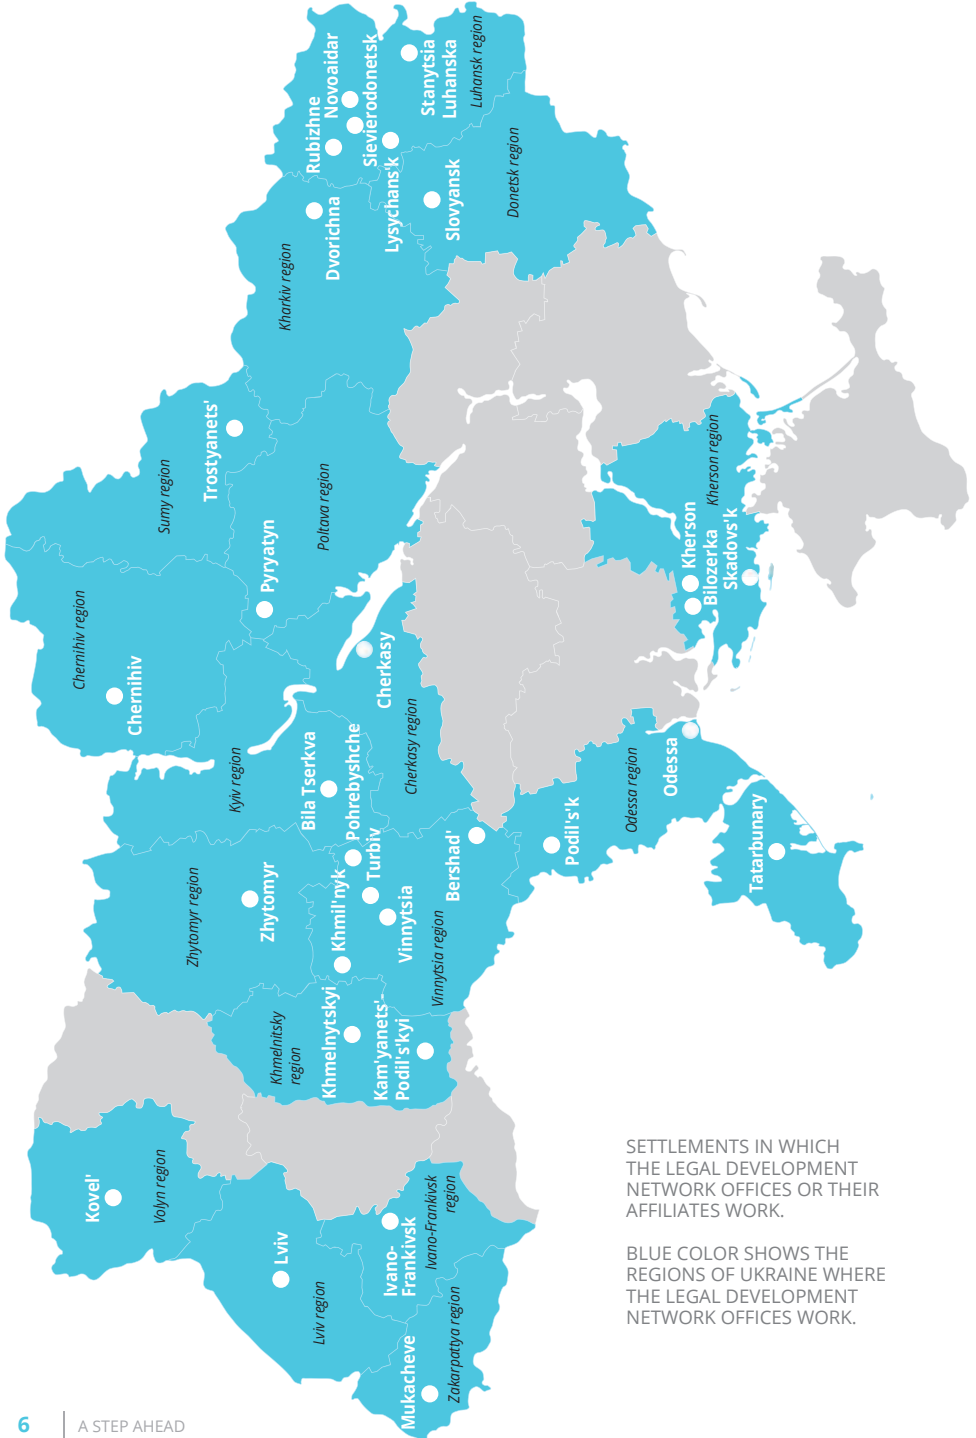 Rubizhne
Novoaidar
Sievierodonetsk
Stanytsia
Luhanska
Luhansk region
Lysychans'k
Slovyansk
Donetsk region
Dvorichna
Kharkiv region
Trostyanets'
Sumy region
Poltava region
Pyryatyn
Chernihiv region
Chernihiv
Cherkasy
Cherkasy region
Kyiv region
Bila Tserkva
Kherson region
Kherson
Bilozerka
Skadovs'k
Pohrebyshche
Turbiv
Khmil'nyk
Vinnytsia
Vinnytsia region
Bershad'
Zhytomyr region
Zhytomyr
Podil's'k
Odessa region
Odessa
Tatarbunary
Khmelnitsky
region
Khmelnytskyi
Kam'yanets'-
Podil's'kyi
Kovel'
Volyn region
Lviv
Lviv region
Ivano-
Frankivsk
Ivano-Frankivsk
region
Mukacheve
Zakarpattya region
SETTLEMENTS IN WHICH
THE LEGAL DEVELOPMENT
NETWORK OFFICES OR THEIR
AFFILIATES WORK.
BLUE COLOR SHOWS THE
REGIONS OF UKRAINE WHERE
THE LEGAL DEVELOPMENT
NETWORK OFFICES WORK.
6
A STEP AHEAD